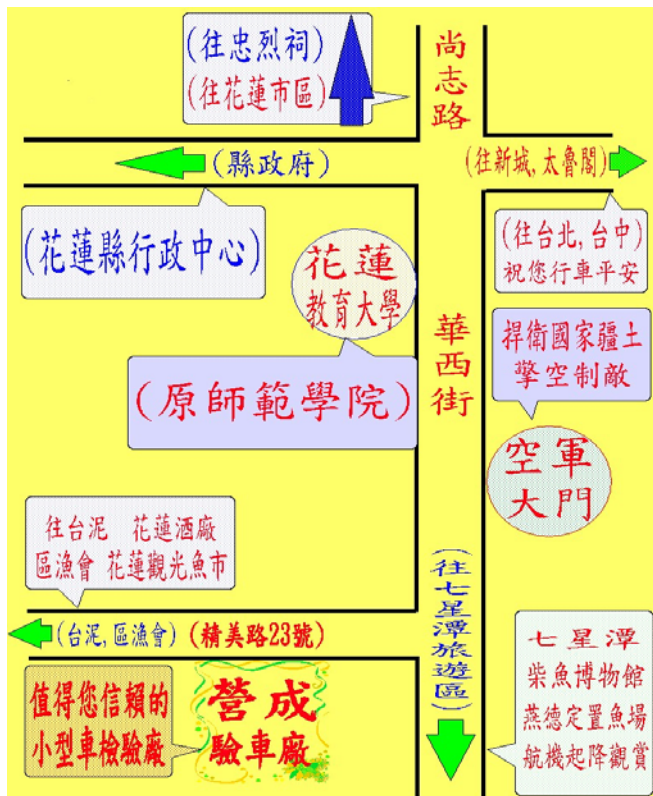 (往忠烈祠)
(往花蓮市區)
尚志路
(縣政府)
(往新城,太魯閣)
(花蓮縣行政中心)
(往台北,台中)
祝您行車平安
花蓮
教育大學
華西街
捍衛國家疆土
擎空制敵
(原師範學院)
空軍
大門
往台泥 花蓮酒廠
區漁會 花蓮觀光魚市
(往七星潭旅遊區)
(台泥,區漁會) (精美路23號)
七星潭
柴魚博物館
燕德定置魚場
航機起降觀賞
值得您信賴的
小型車檢驗廠
營成
驗車廠